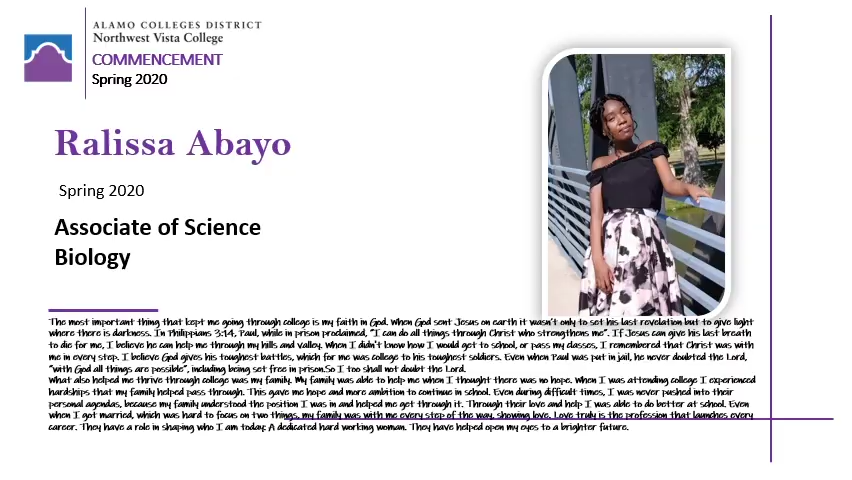 ALAMO COLLEGES DISTRICT
Northwest Vista College
COMMENCEMENT
Spring 2020
Ralissa Abayo
Spring 2020
Associate of Science
Biology
The most important thing that kept me going through college is my faith in God. When God sent Jesus on earth it wasn't only to set his last revelation but to give light
where there is darkness. In Philippians 3:14, Paul, while in prison proclaimed, "I can do all things through Christ who strengthens me". If Jesus can give his last breath
to die for me, I believe he can help me through my hills and valley. When I didn't know how I would get to school, or pass my classes, I remembered that Christ was with
me in every step. I believe God gives his toughest battles, which for me was college to his toughest soldiers. Even when Paul was put in jail, he never doubted the Lord,
"with God all things are possible", including being set free in prison.So I too shall not doubt the Lord.
What also helped me thrive through college was my family. My family was able to help me when I thought there was no hope. When I was attending college I experienced
hardships that my family helped pass through. This gave me hope and more ambition to continue in school. Even during difficult times, I was never pushed into their
personal agendas, because my family understood the position I was in and helped me get through it. Through their love and help I was able to do better at school. Even
when I got married, which was hard to focus on two things, my family was with me every step of the way, showing love. Love truly is the profession that launches every
career. They have a role in shaping who I am today: A dedicated hard working woman. They have helped open my eyes to a brighter future.